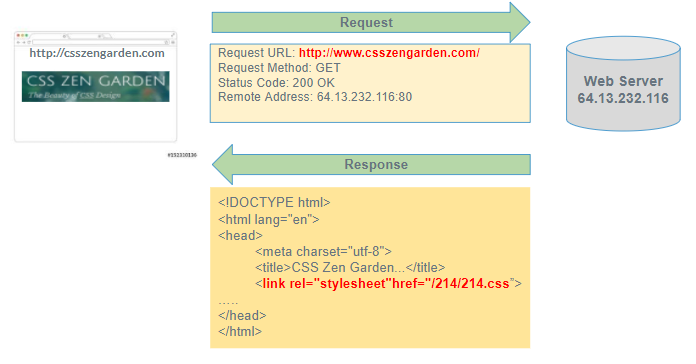 Request
http://csszengarden.com
CSS ZEN GARDEN
The Beauty of CSS Design
Request URL: http://www.csszengarden.com/
Request Method: GET
Status Code: 200 OK
Remote Address: 64.13.232.116:80
Web Server
64.13.232.116
Response
<!DOCTYPE html>
<html lang="en">
<head>
<meta charset="utf-8">
<title>CSS Zen Garden...</title>
<link rel="stylesheet"href="/214/214.css”>
.....
</head>
</html>